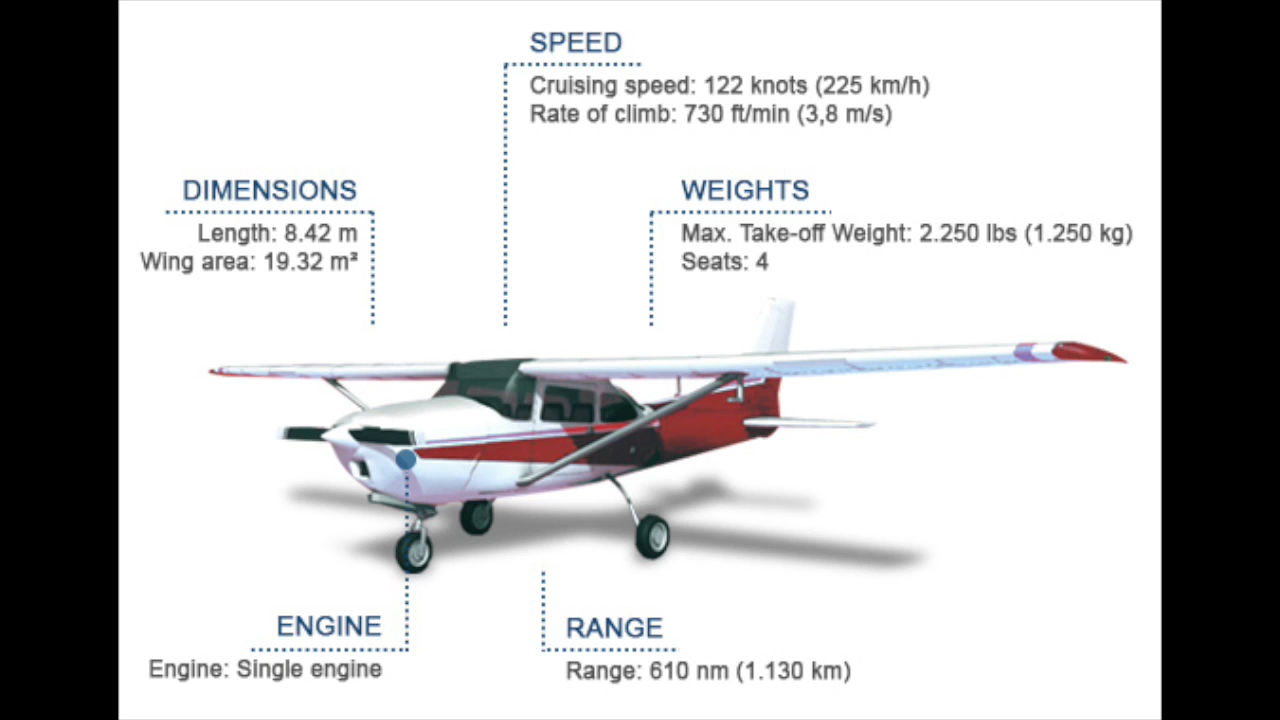 SPEED
Cruising speed: 122 knots (225 km/h)
Rate of climb: 730 ft/min (3,8 m/s)
DIMENSIONS
Length: 8.42 m
Wing area: 19.32 m²
WEIGHTS
Max. Take-off Weight: 2.250 lbs (1.250 kg)
Seats: 4
ENGINE
Engine: Single engine
RANGE
Range: 610 nm (1.130 km)